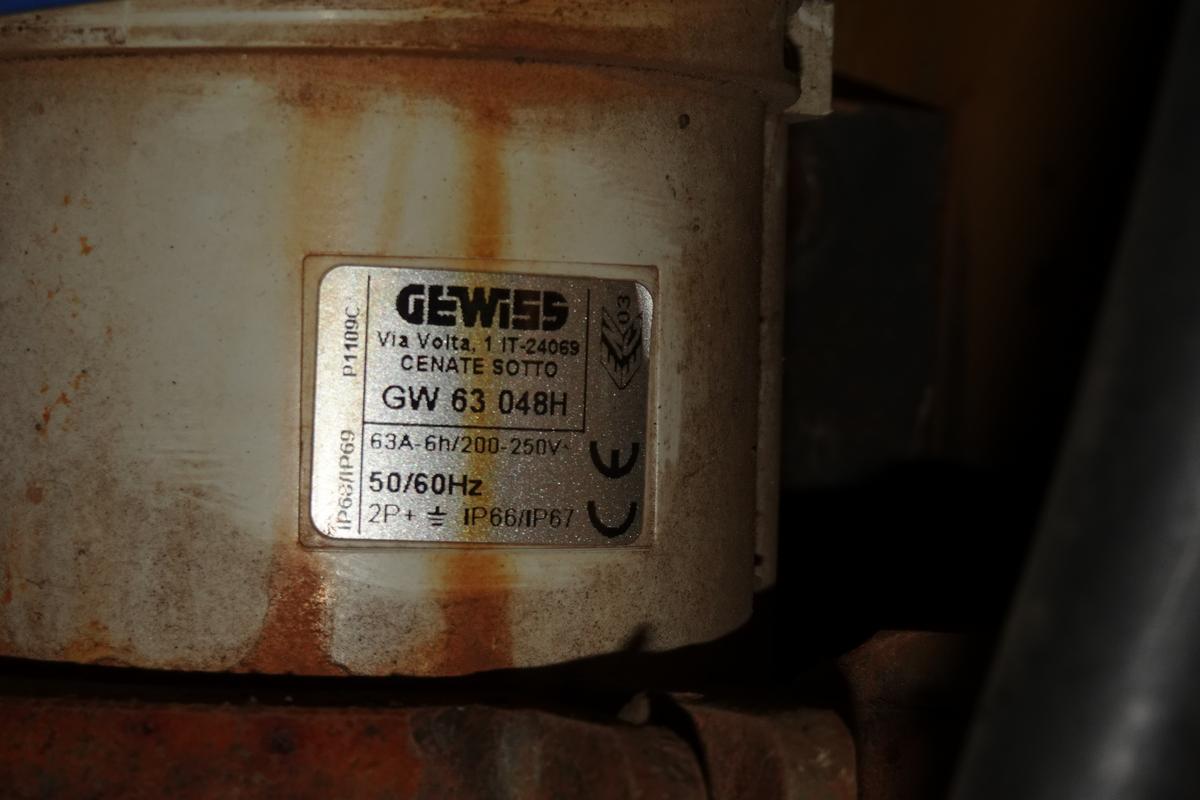 GEWiSS
Via Volta, 1 IT-24069
CENATE SOTTO
GW 63 048H
63A-6h/200-250V~
50/60Hz
2P+⏚ IP66/IP67
P1109C
IP68/IP69
03
CE